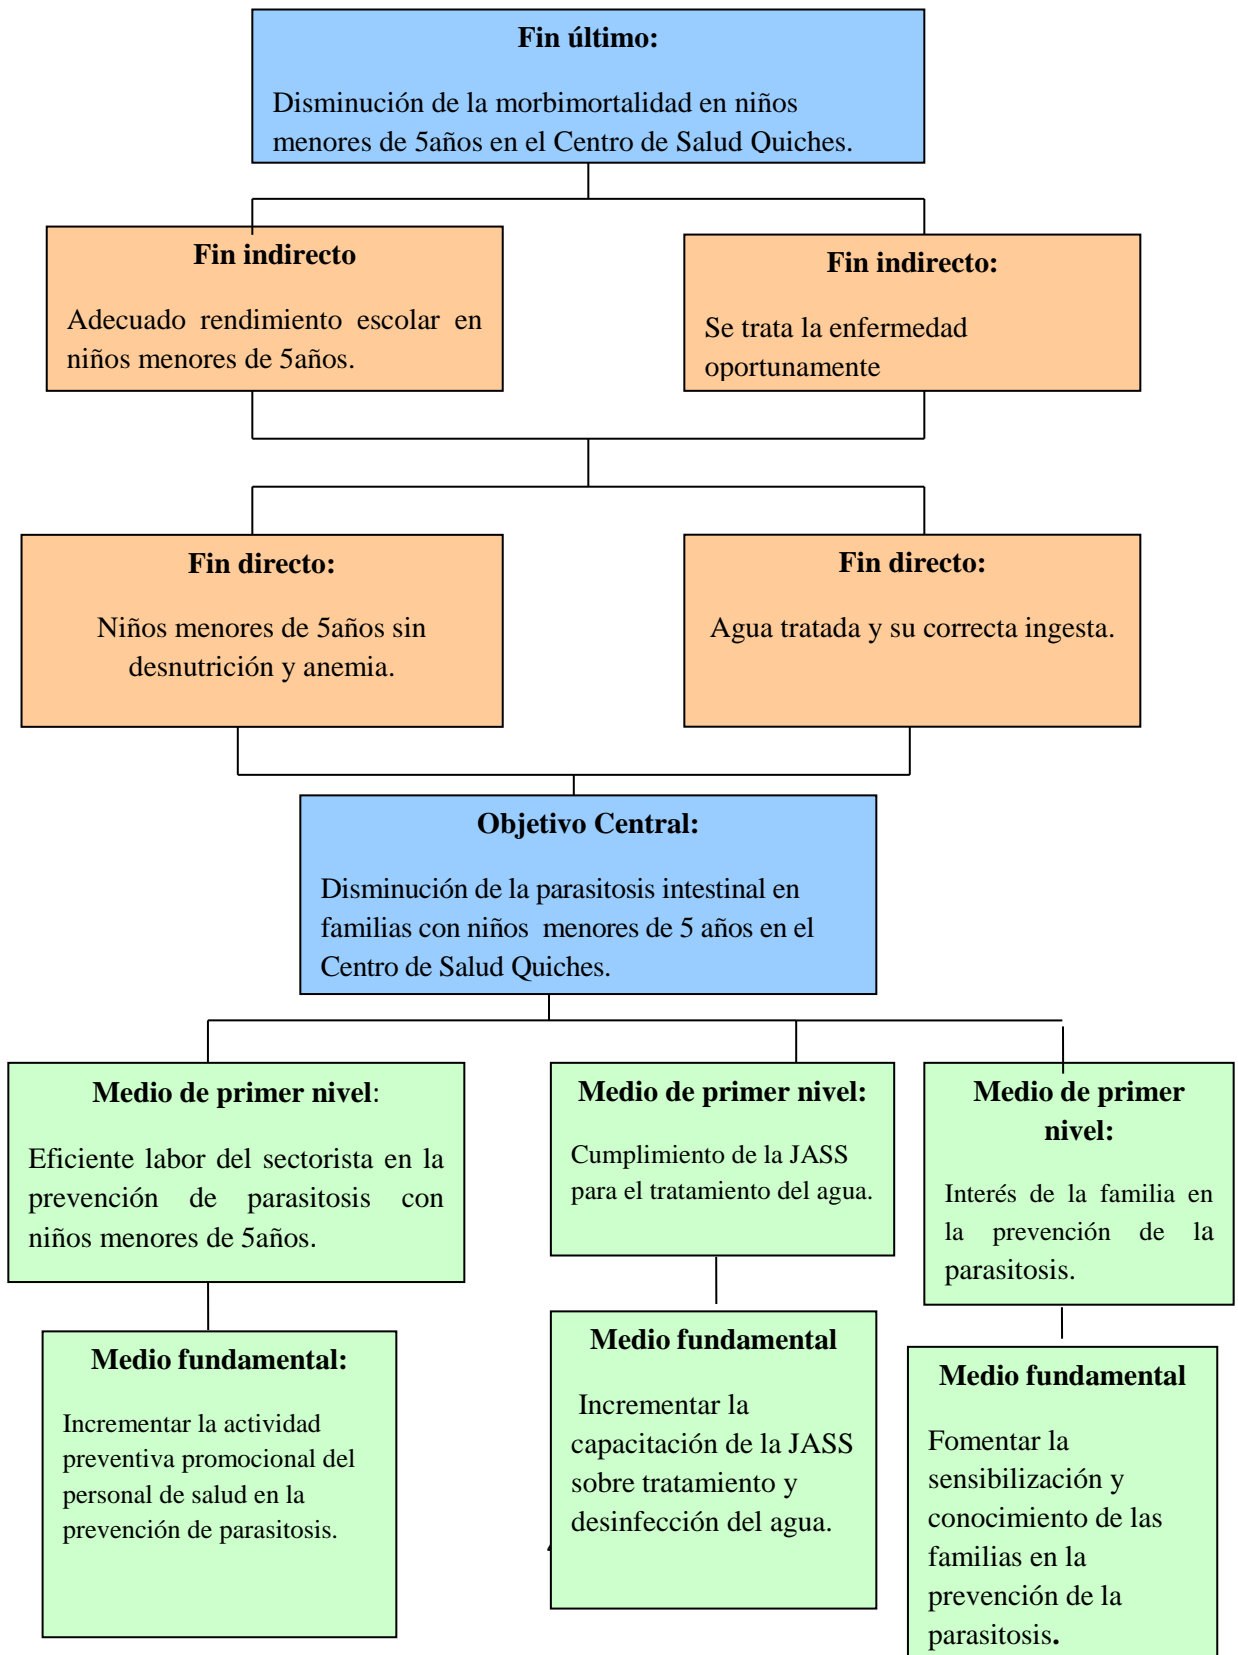 Fin último:
Disminución de la morbimortalidad en niños
menores de 5años en el Centro de Salud Quiches.
Fin indirecto
Adecuado rendimiento escolar en
niños menores de 5años.
Fin indirecto:
Se trata la enfermedad
oportunamente
Fin directo:
Niños menores de 5años sin
desnutrición y anemia.
Fin directo:
Agua tratada y su correcta ingesta.
Objetivo Central:
Disminución de la parasitosis intestinal en
familias con niños menores de 5 años en el
Centro de Salud Quiches.
Medio de primer nivel:
Eficiente labor del sectorista en la
prevención de parasitosis con
niños menores de 5años.
Medio de primer nivel:
Cumplimiento de la JASS
para el tratamiento del agua.
Medio de primer
nivel:
Interés de la familia en
la prevención de la
parasitosis.
Medio fundamental:
Incrementar la actividad
preventiva promocional del
personal de salud en la
prevención de parasitosis.
Medio fundamental
Incrementar la
capacitación de la JASS
sobre tratamiento y
desinfección del agua.
Medio fundamental
Fomentar la
sensibilización y
conocimiento de las
familias en la
prevención de la
parasitosis.